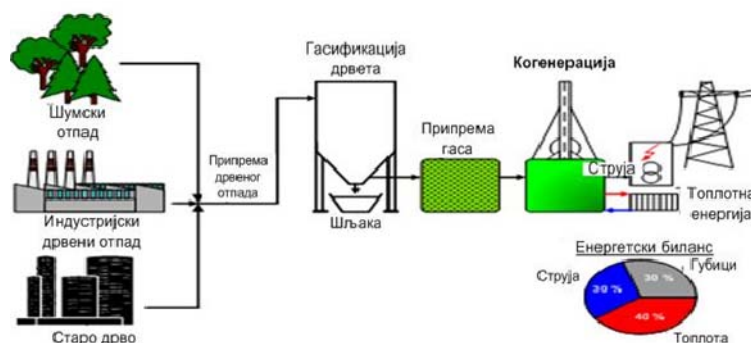 Шумски
отпад
Индустријски
дрвени отпад
Старо дрво
Припрема
дрвеног
отпада
Гасификација
дрвета
Шљака
Припрема
гаса
Когенерација
Струја
Топлотна
енергија
Енергетски биланс
Струја
Губици
30 %
30 %
40 %
Топлота